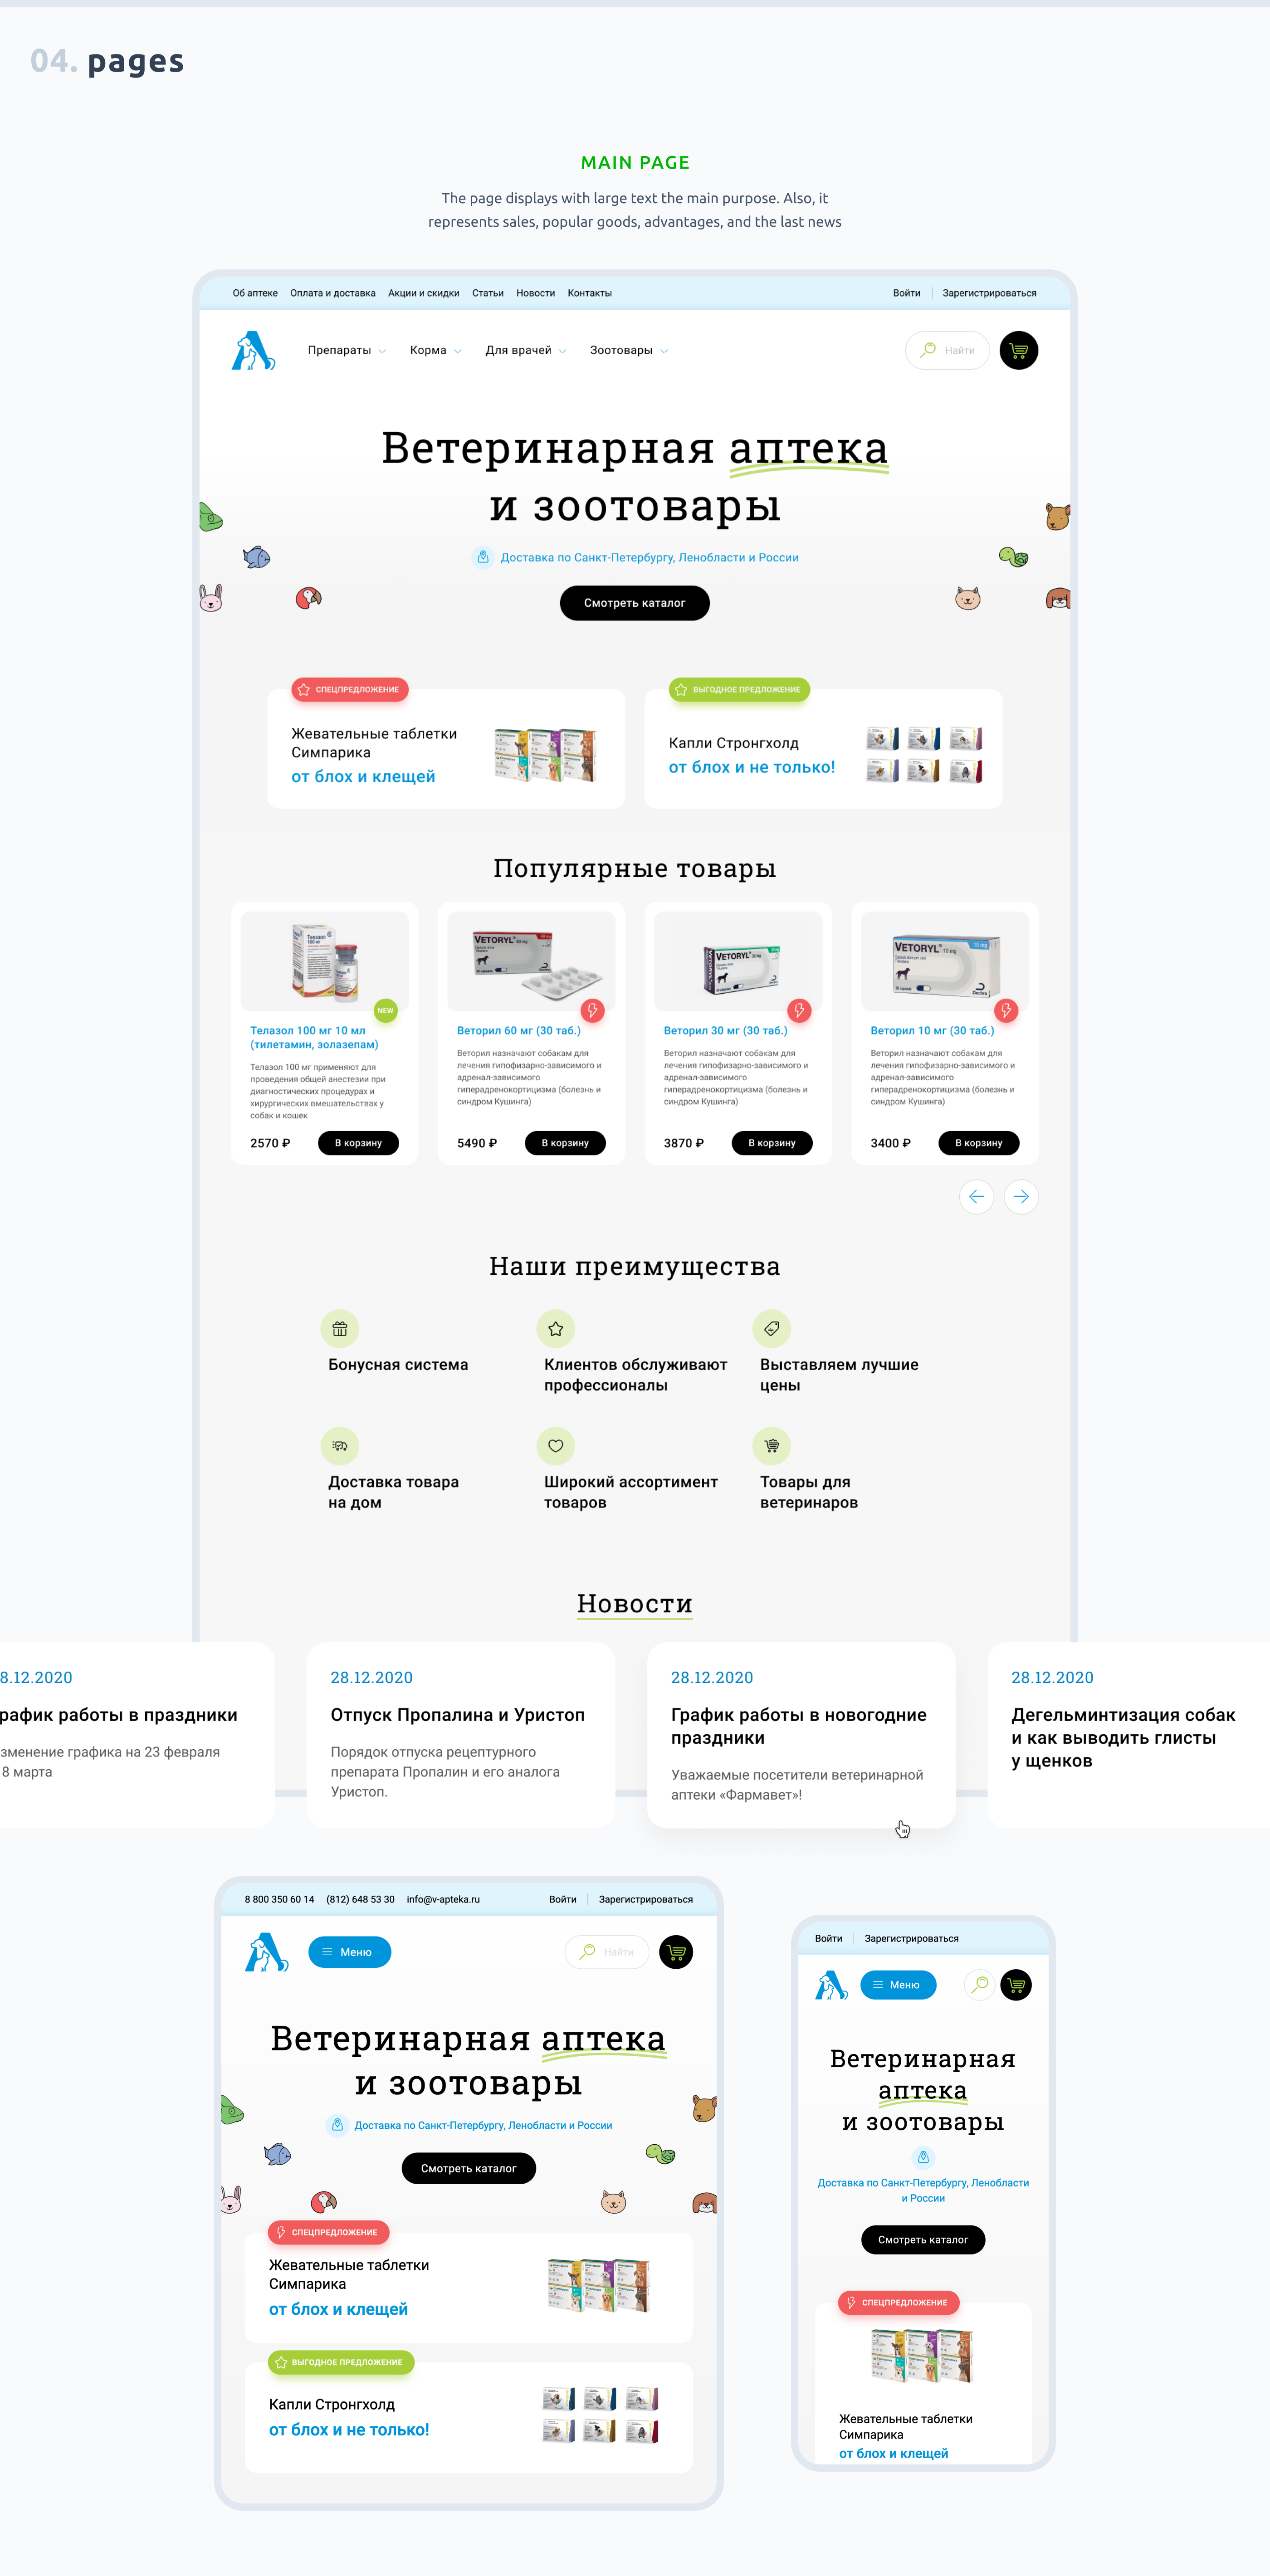 04. pages
MAIN PAGE
The page displays with large text the main purpose. Also, it
represents sales, popular goods, advantages, and the last news
Об аптеке Оплата и доставка Акции и скидки Статьи Новости Контакты Войти Зарегистрироваться
Препараты Корма Для врачей Зоотовары Найти
Ветеринарная аптека
и зоотовары
Доставка по Санкт-Петербургу, Ленобласти и России
Смотреть каталог
СПЕЦПРЕДЛОЖЕНИЕ
Жевательные таблетки
Симпарика
от блох и клещей
ВЫГОДНОЕ ПРЕДЛОЖЕНИЕ
Капли Стронгхолд
от блох и не только!
Популярные товары
Телазол
100 мг
NEW
Телазол 100 мг 10 мл
(тилетамин, золазепам)
Телазол 100 мг применяют для
проведения общей анестезии при
диагностических процедурах и
хирургических вмешательствах у
собак и кошек
2570 ₽ В корзину
VETORYL 60 mg
Веторил 60 мг (30 таб.)
Веторил назначают собакам для
лечения гипофизарно-зависимого и
адренал-зависимого
гиперадренокортицизма (болезнь и
синдром Кушинга)
5490 ₽ В корзину
VETORYL 30 mg
Веторил 30 мг (30 таб.)
Веторил назначают собакам для
лечения гипофизарно-зависимого и
адренал-зависимого
гиперадренокортицизма (болезнь и
синдром Кушинга)
3870 ₽ В корзину
VETORYL 10 mg
10 mg
Dechra
Веторил 10 мг (30 таб.)
Веторил назначают собакам для
лечения гипофизарно-зависимого и
адренал-зависимого
гиперадренокортицизма (болезнь и
синдром Кушинга)
3400 ₽ В корзину
Наши преимущества
Бонусная система
Клиентов обслуживают
профессионалы
Выставляем лучшие
цены
Доставка товара
на дом
Широкий ассортимент
товаров
Товары для
ветеринаров
Новости
8.12.2020
рафик работы в праздники
зменение графика на 23 февраля
8 марта
28.12.2020
Отпуск Пропалина и Уристоп
Порядок отпуска рецептурного
препарата Пропалин и его аналога
Уристоп.
28.12.2020
График работы в новогодние
праздники
Уважаемые посетители ветеринарной
аптеки «Фармавет»!
28.12.2020
Дегельминтизация собак
и как выводить глисты
у щенков
8 800 350 60 14 (812) 648 53 30 info@v-apteka.ru Войти Зарегистрироваться
Меню Найти
Ветеринарная аптека
и зоотовары
Доставка по Санкт-Петербургу, Ленобласти и России
Смотреть каталог
СПЕЦПРЕДЛОЖЕНИЕ
Жевательные таблетки
Симпарика
от блох и клещей
ВЫГОДНОЕ ПРЕДЛОЖЕНИЕ
Капли Стронгхолд
от блох и не только!
Войти Зарегистрироваться
Меню
Ветеринарная
аптека
и зоотовары
Доставка по Санкт-Петербургу, Ленобласти
и России
Смотреть каталог
СПЕЦПРЕДЛОЖЕНИЕ
Жевательные таблетки
Симпарика
от блох и клещей